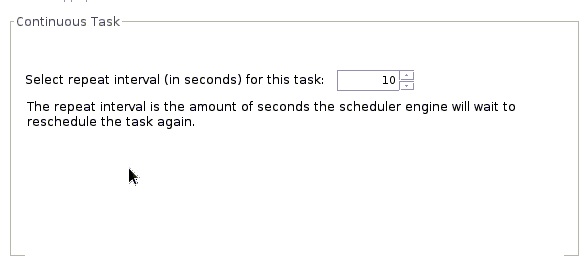 Continuous Task
Select repeat interval (in seconds) for this task: 10
The repeat interval is the amount of seconds the scheduler engine will wait to
reschedule the task again.